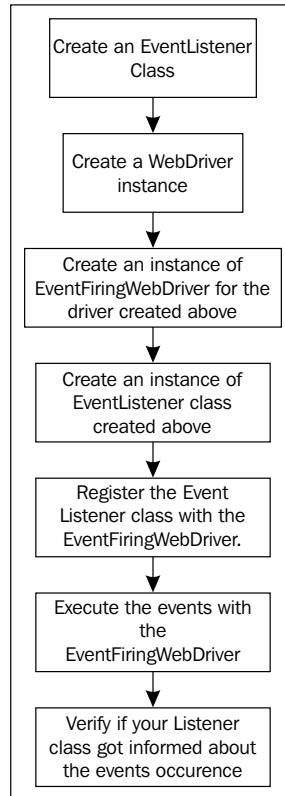 Create an EventListener
Class
Create a WebDriver
instance
Create an instance of
EventFiringWebDriver for the
driver created above
Create an instance of
EventListener class
created above
Register the Event
Listener class with the
EventFiringWebDriver.
Execute the events with
the
EventFiringWebDriver
Verify if your Listener
class got informed about
the events occurence